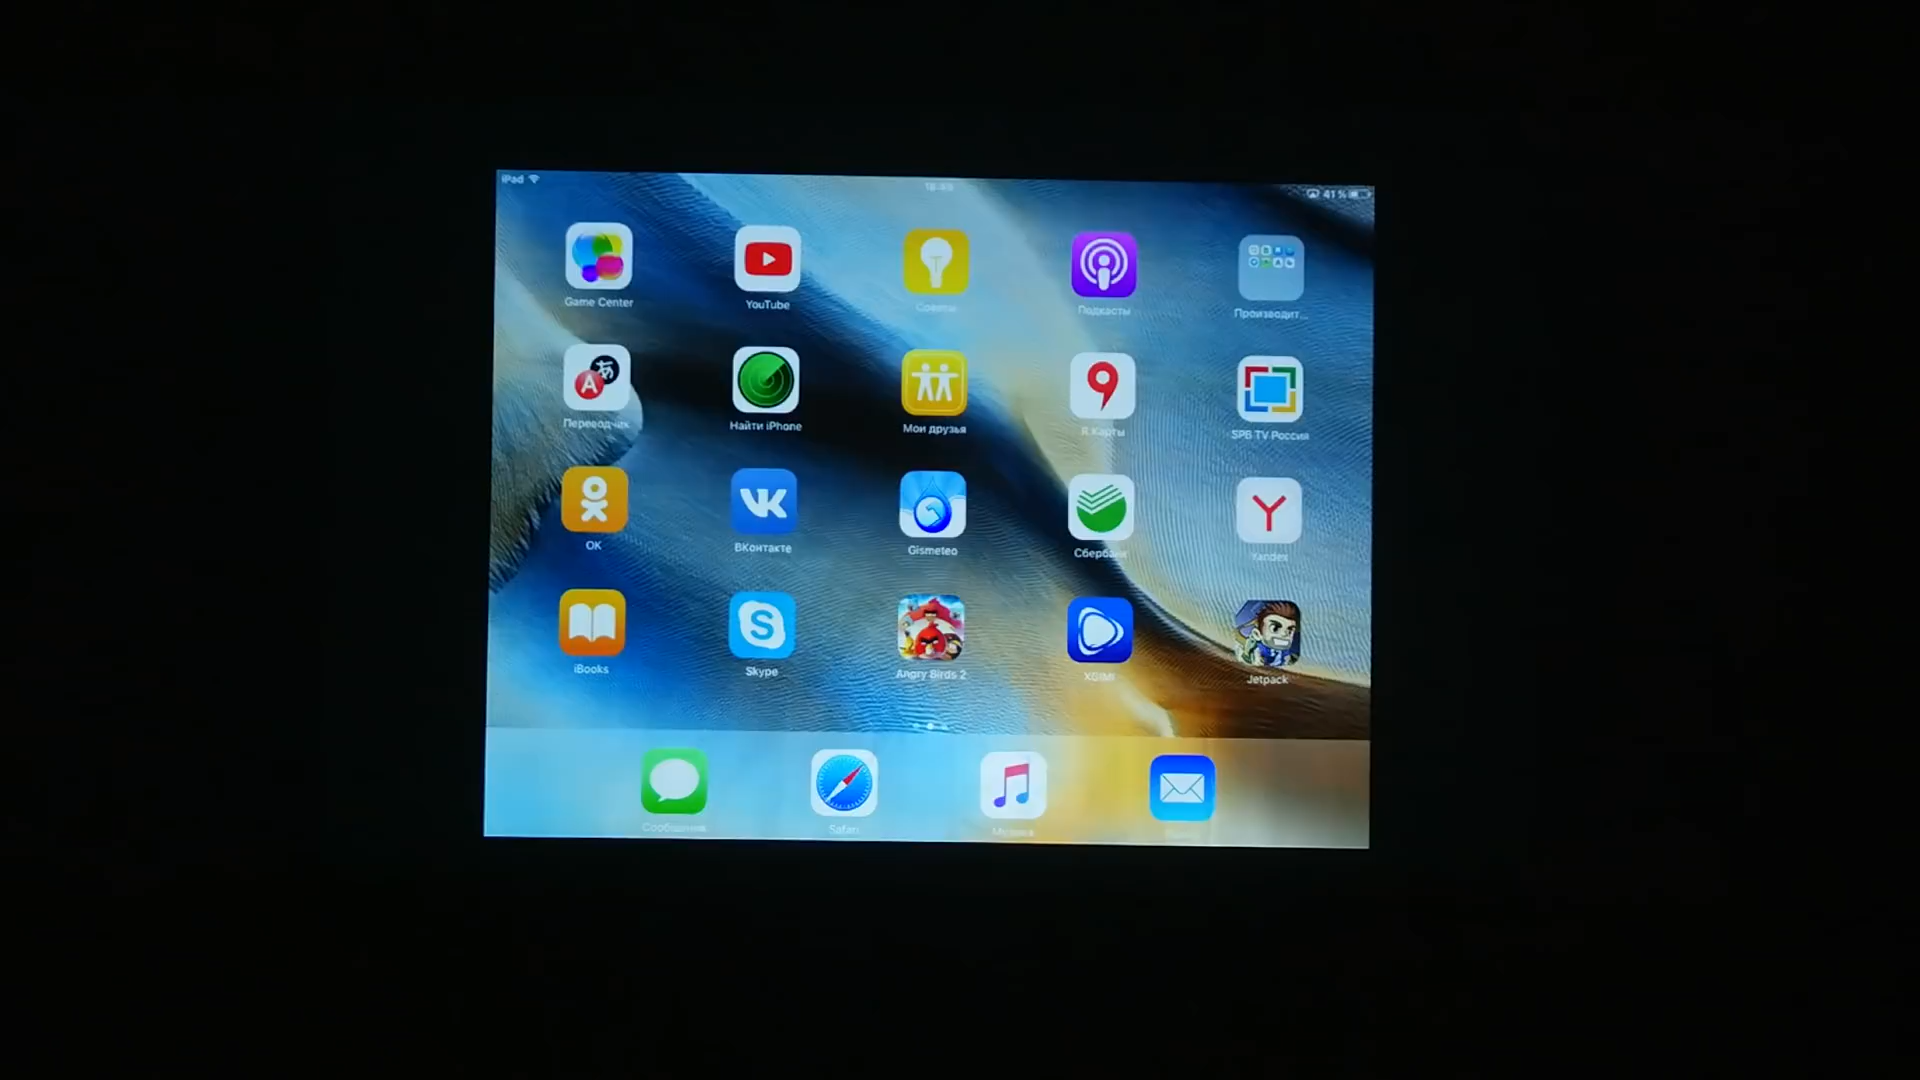 iPad
41 %
Game Center
YouTube
Советы
Подкасты
Производит...
Переводчик
Найти iPhone
Мои друзья
Я.Карты
SPB TV Россия
OK
ВКонтакте
Gismeteo
Сбербанк
Yandex
iBooks
Skype
Angry Birds 2
XGIMI
Jetpack
Сообщения
Safari
Музыка